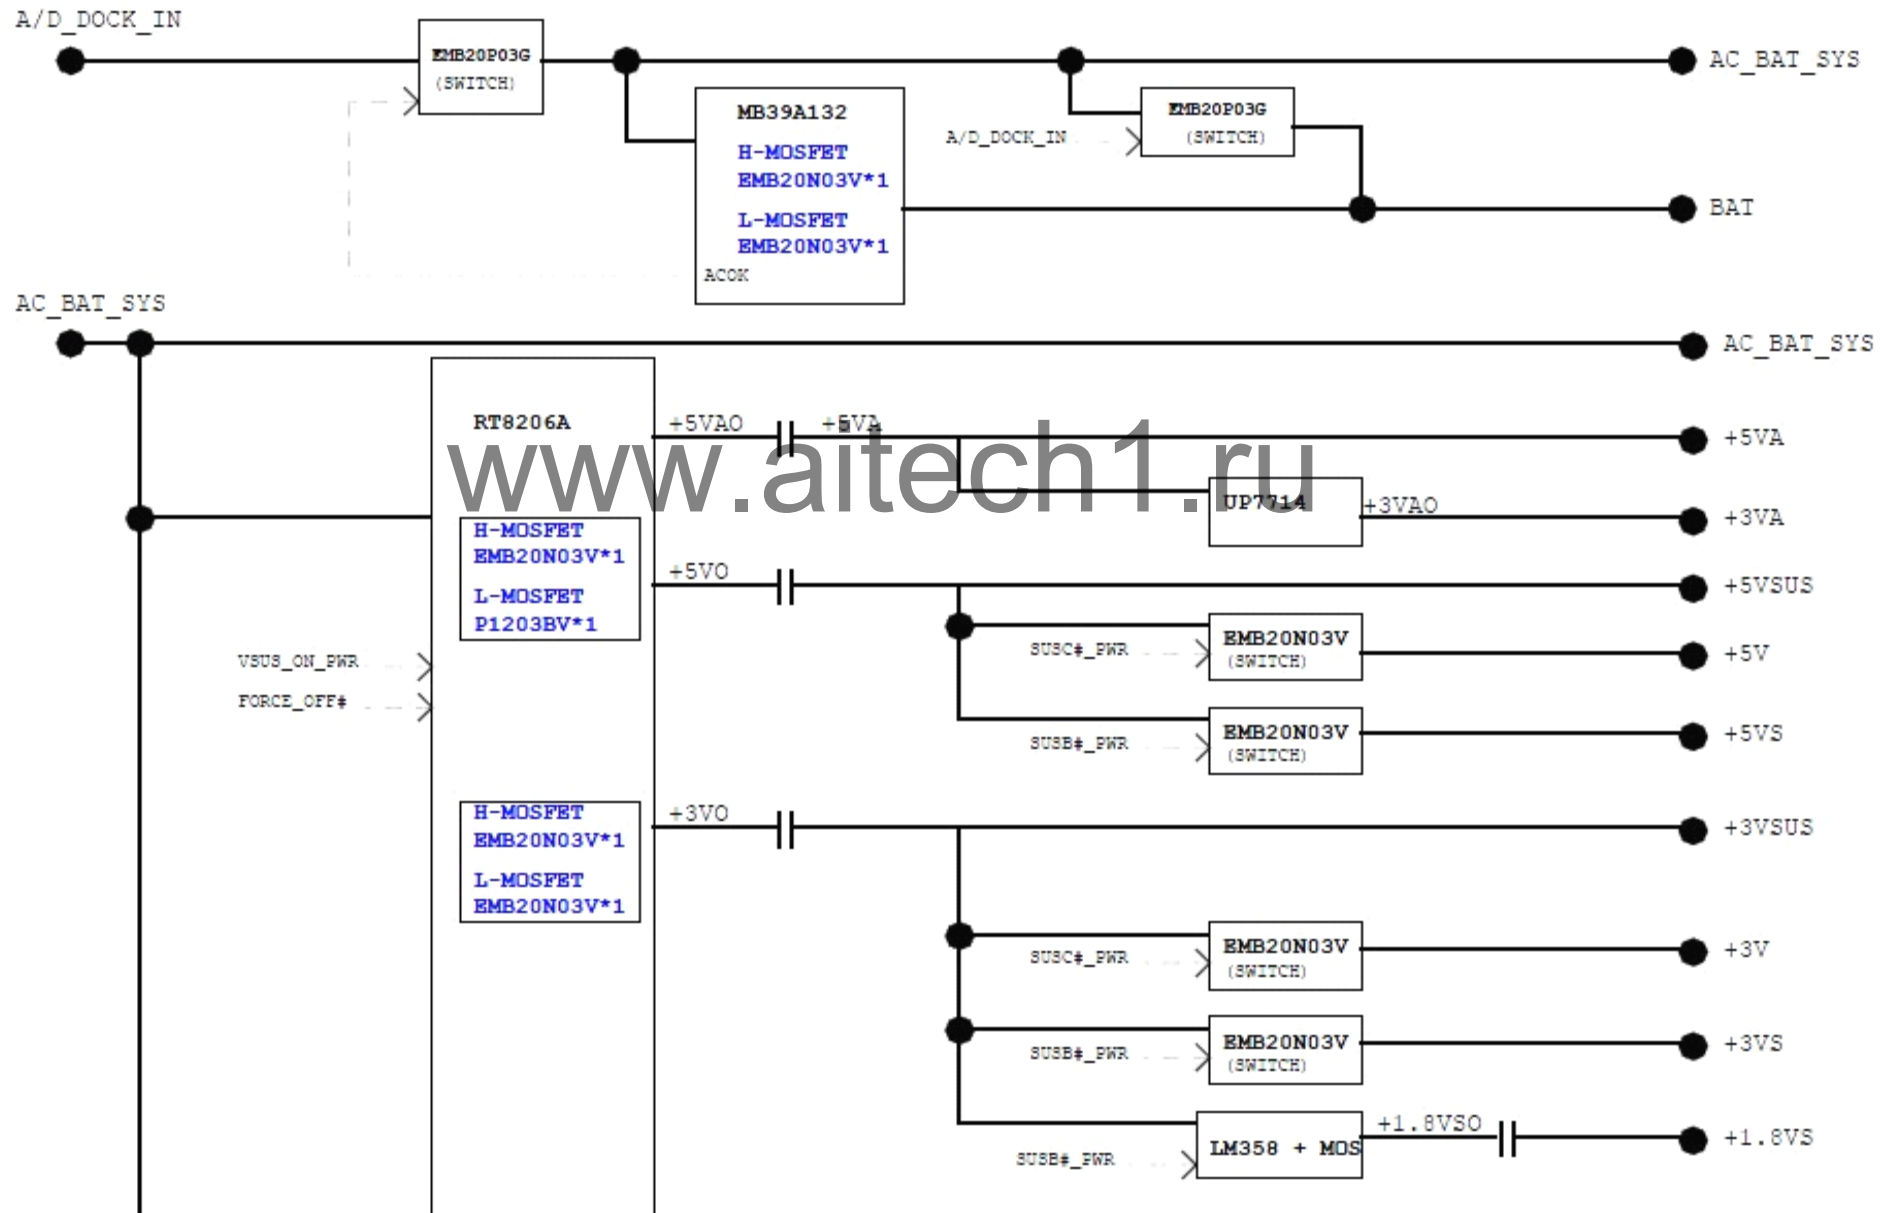 A/D_DOCK_IN
EMB20P03G
(SWITCH)
AC_BAT_SYS
MB39A132
H-MOSFET
EMB20N03V*1
L-MOSFET
EMB20N03V*1
ACOK
A/D_DOCK_IN
EMB20P03G
(SWITCH)
BAT
AC_BAT_SYS
AC_BAT_SYS
RT8206A
+5VAO
+5VA
+5VA
www.aitech1.ru
UP7714
+3VAO
+3VA
H-MOSFET
EMB20N03V*1
L-MOSFET
P1203BV*1
+5VO
+5VSUS
SUSC#_PWR
EMB20N03V
(SWITCH)
+5V
VSUS_ON_PWR
FORCE_OFF#
SUSB#_PWR
EMB20N03V
(SWITCH)
+5VS
H-MOSFET
EMB20N03V*1
L-MOSFET
EMB20N03V*1
+3VO
+3VSUS
SUSC#_PWR
EMB20N03V
(SWITCH)
+3V
SUSB#_PWR
EMB20N03V
(SWITCH)
+3VS
SUSB#_PWR
LM358 + MOS
+1.8VSO
+1.8VS